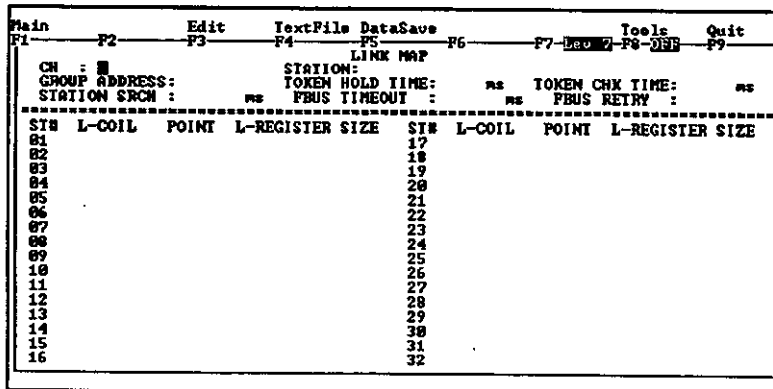 Main Edit TextFile DataSave Tools Quit
F1 F2 F3 F4 F5 F6 F7-Lev 7-F8-OFF F9
LINK MAP
CH : STATION:
GROUP ADDRESS: TOKEN HOLD TIME: ms TOKEN CHK TIME: ms
STATION SRCH : ms FBUS TIMEOUT : ms FBUS RETRY :
ST# L-COIL POINT L-REGISTER SIZE ST# L-COIL POINT L-REGISTER SIZE
01 17
02 18
03 19
04 20
05 21
06 22
07 23
08 24
09 25
10 26
11 27
12 28
13 29
14 30
15 31
16 32